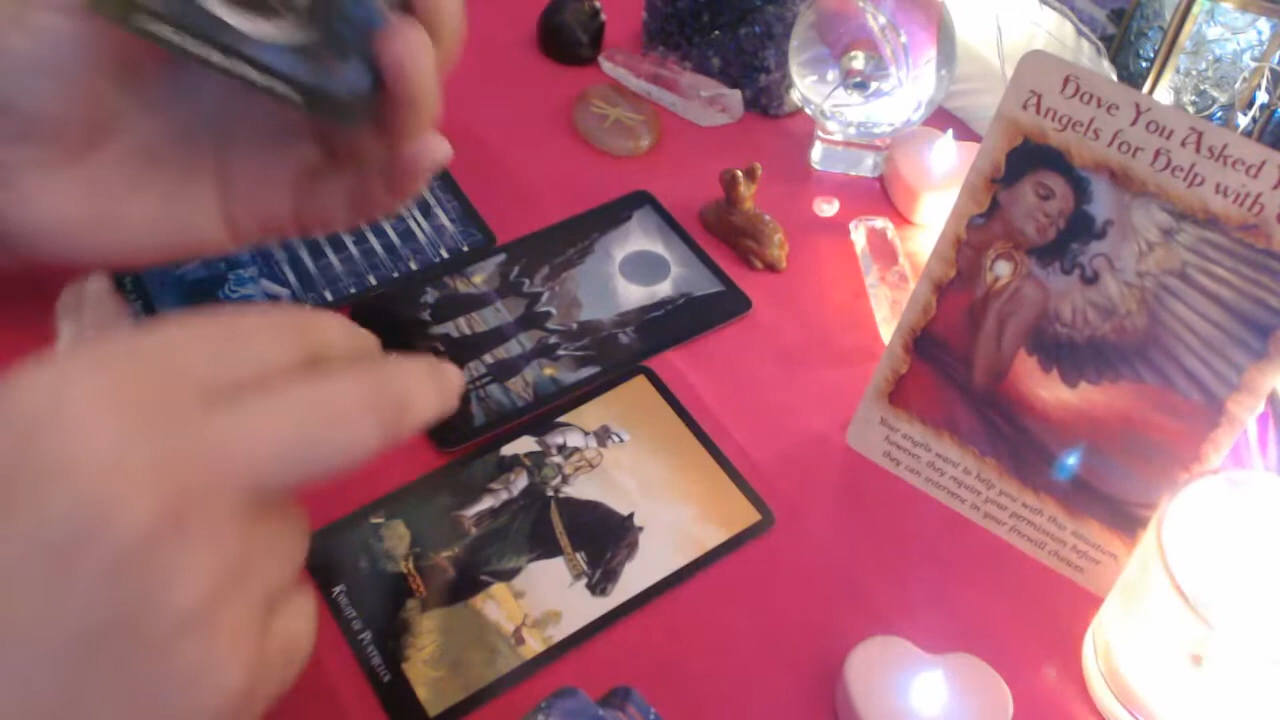 Have You Asked
Angels for Help with
Your angels want to help you with this situation,
however, they require your permission before
they can intervene in your freewill choices.
Knight of Pentacles